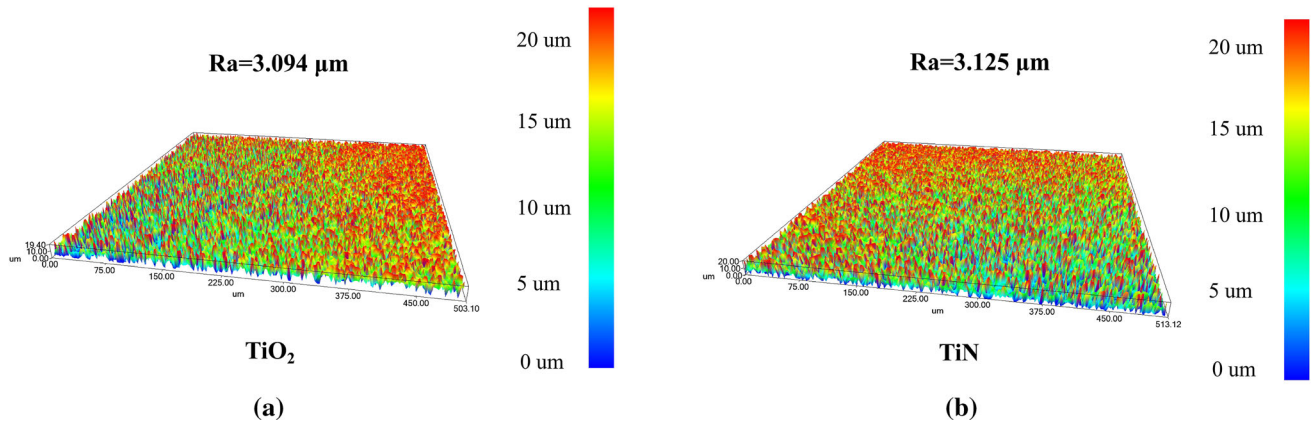 Ra=3.094 µm
20 um
15 um
10 um
5 um
0 um
19.40
10.00
0.00
um
0.00
75.00
150.00
225.00
um
300.00
375.00
450.00
503.10
TiO₂
(a)
Ra=3.125 µm
20 um
15 um
10 um
5 um
0 um
20.00
10.00
0.00
um
0.00
75.00
150.00
225.00
um
300.00
375.00
450.00
513.12
TiN
(b)